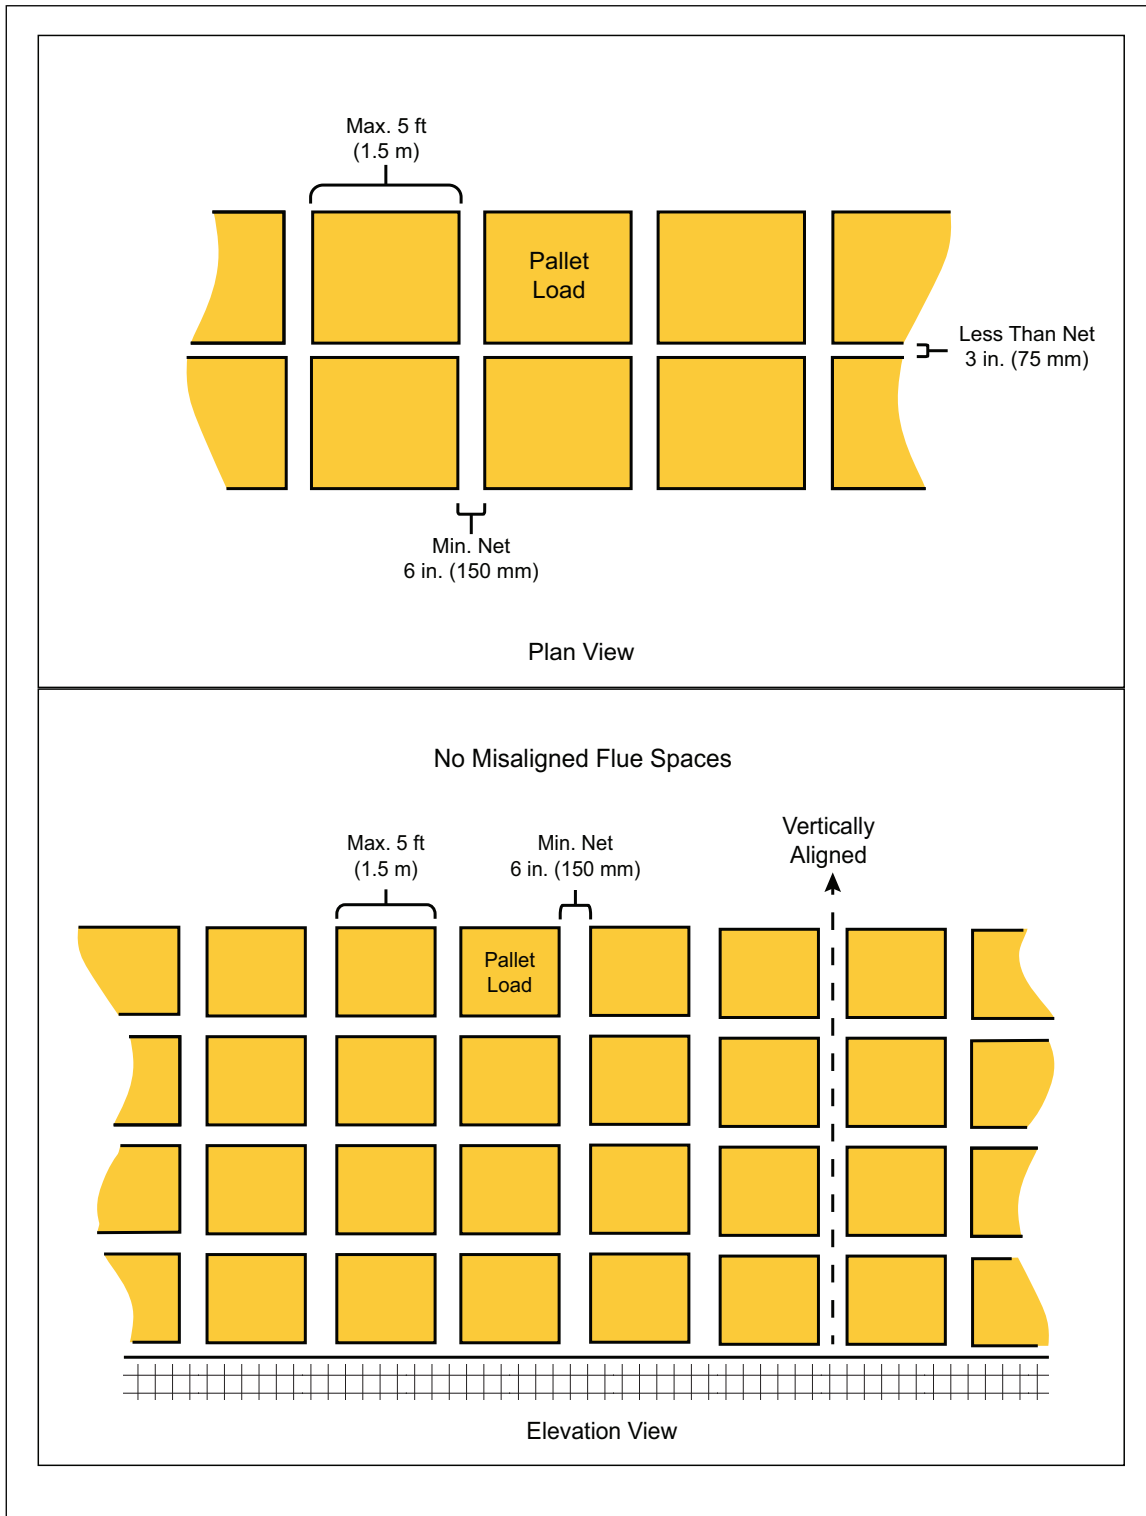 Max. 5 ft
(1.5 m)
Pallet
Load
Less Than Net
3 in. (75 mm)
Min. Net
6 in. (150 mm)
Plan View
No Misaligned Flue Spaces
Max. 5 ft
(1.5 m)
Min. Net
6 in. (150 mm)
Vertically
Aligned
Pallet
Load
Elevation View